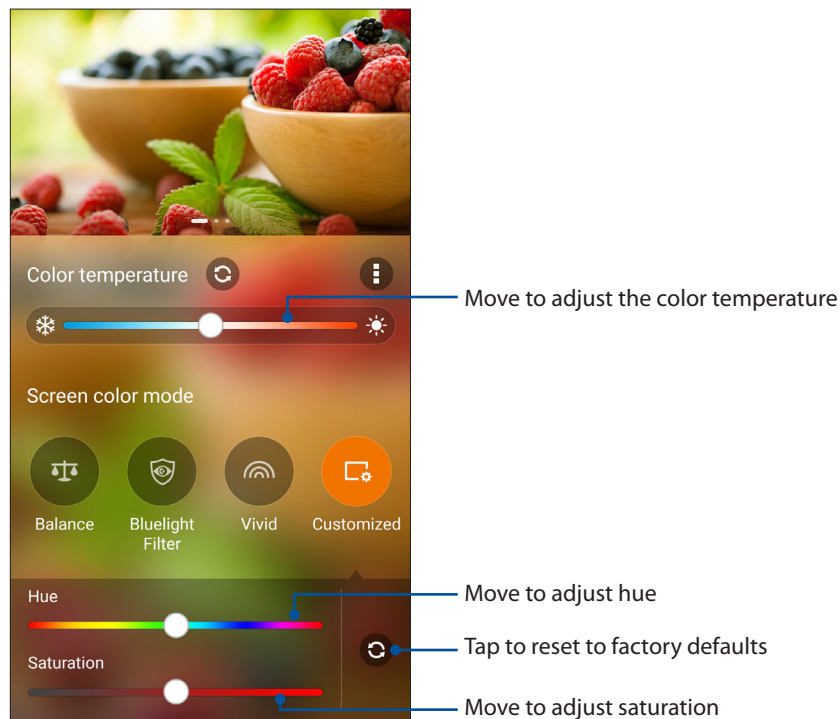 Color temperature
Move to adjust the color temperature
Screen color mode
Balance
Bluelight
Filter
Vivid
Customized
Hue
Move to adjust hue
Tap to reset to factory defaults
Saturation
Move to adjust saturation